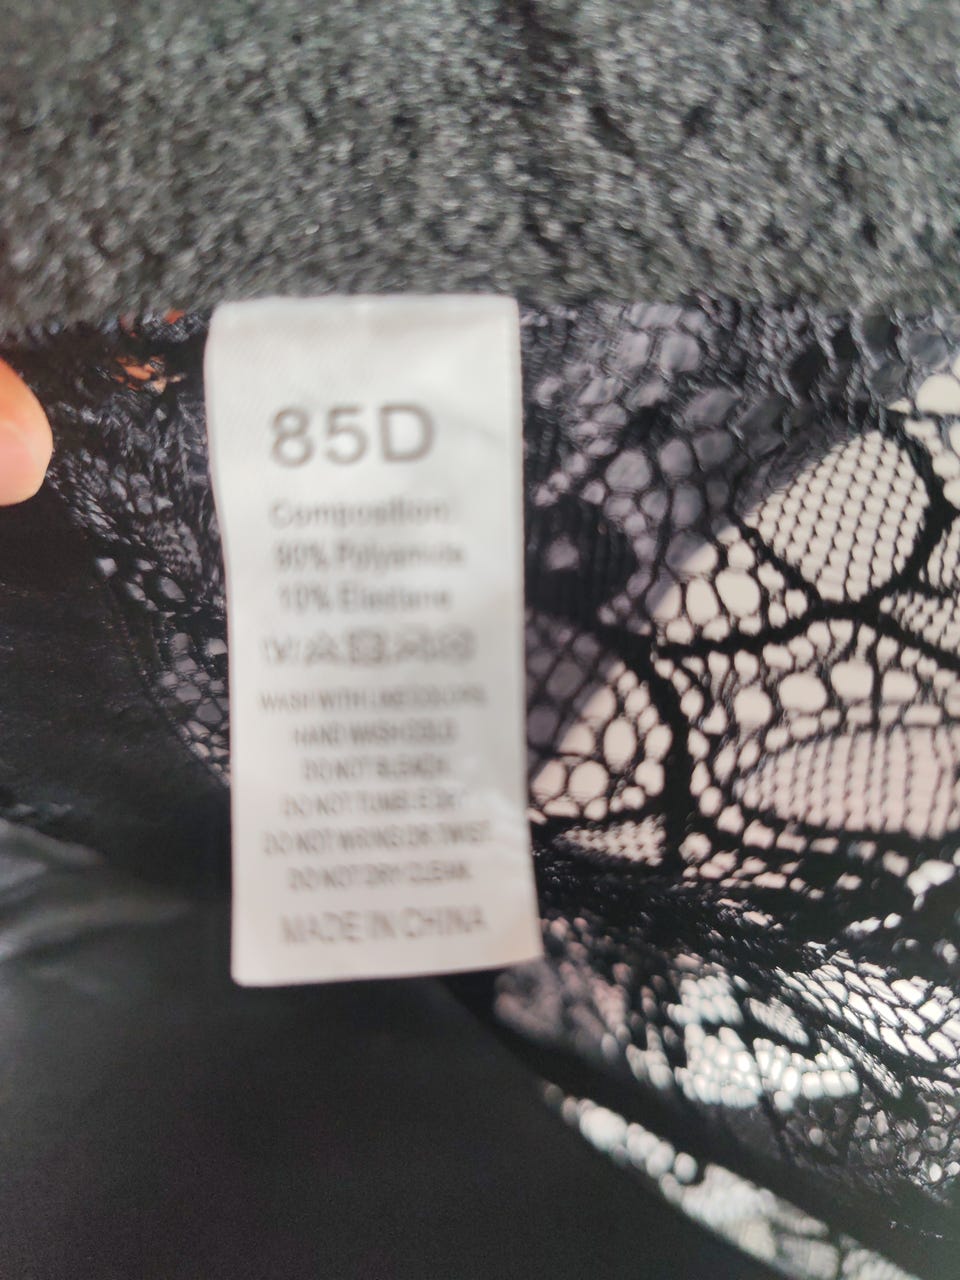 85D
Composition:
90% Polyamide
10% Elastane
WASH WITH LIKE COLORS
HAND WASH COLD
DO NOT BLEACH
DO NOT TUMBLE DRY
DO NOT WRING OR TWIST
DO NOT DRY CLEAN
MADE IN CHINA